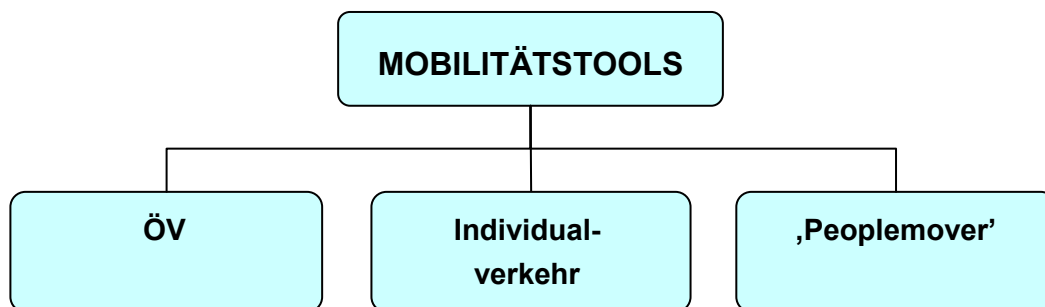 MOBILITÄTSTOOLS
ÖV
Individual-
verkehr
‚Peoplemover’